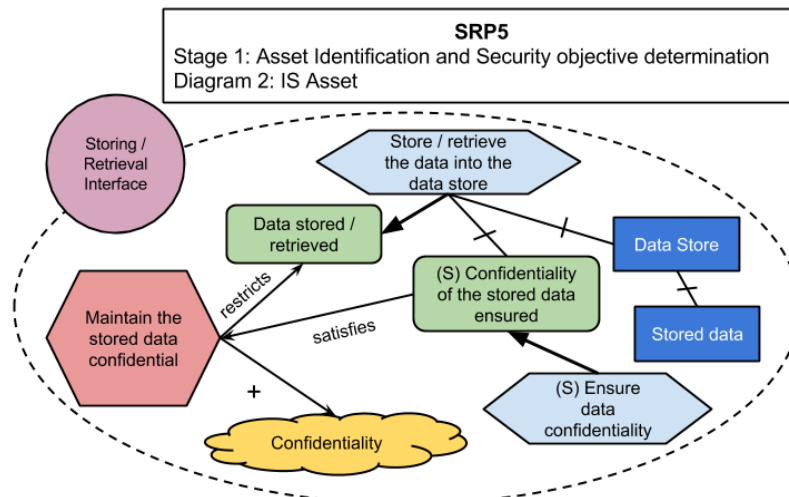 SRP5
Stage 1: Asset Identification and Security objective determination
Diagram 2: IS Asset
Storing /
Retrieval
Interface
Store / retrieve
the data into the
data store
Data stored /
retrieved
Data Store
(S) Confidentiality
of the stored data
ensured
restricts
Maintain the
stored data
confidential
satisfies
Stored data
+
(S) Ensure
data
confidentiality
Confidentiality